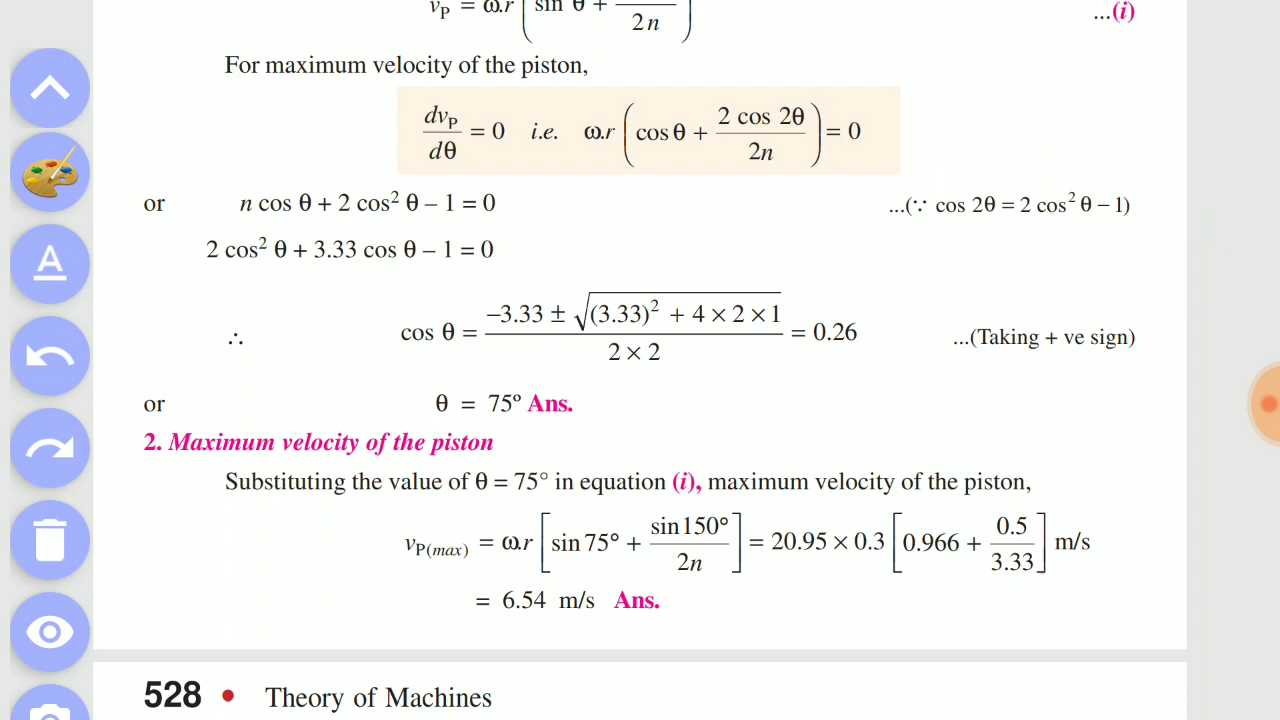 vP = ω.r ( sin θ + / 2n ) ...(i)
For maximum velocity of the piston,
dvP/dθ = 0 i.e. ω.r ( cos θ + 2 cos 2θ / 2n ) = 0
or n cos θ + 2 cos² θ – 1 = 0 ...(∵ cos 2θ = 2 cos² θ – 1)
2 cos² θ + 3.33 cos θ – 1 = 0
∴ cos θ = –3.33 ± √(3.33)² + 4 × 2 × 1 / 2 × 2 = 0.26 ...(Taking + ve sign)
or θ = 75° Ans.
2. Maximum velocity of the piston
Substituting the value of θ = 75° in equation (i), maximum velocity of the piston,
vP(max) = ω.r [ sin 75° + sin 150° / 2n ] = 20.95 × 0.3 [ 0.966 + 0.5 / 3.33 ] m/s
= 6.54 m/s Ans.
528 • Theory of Machines
A